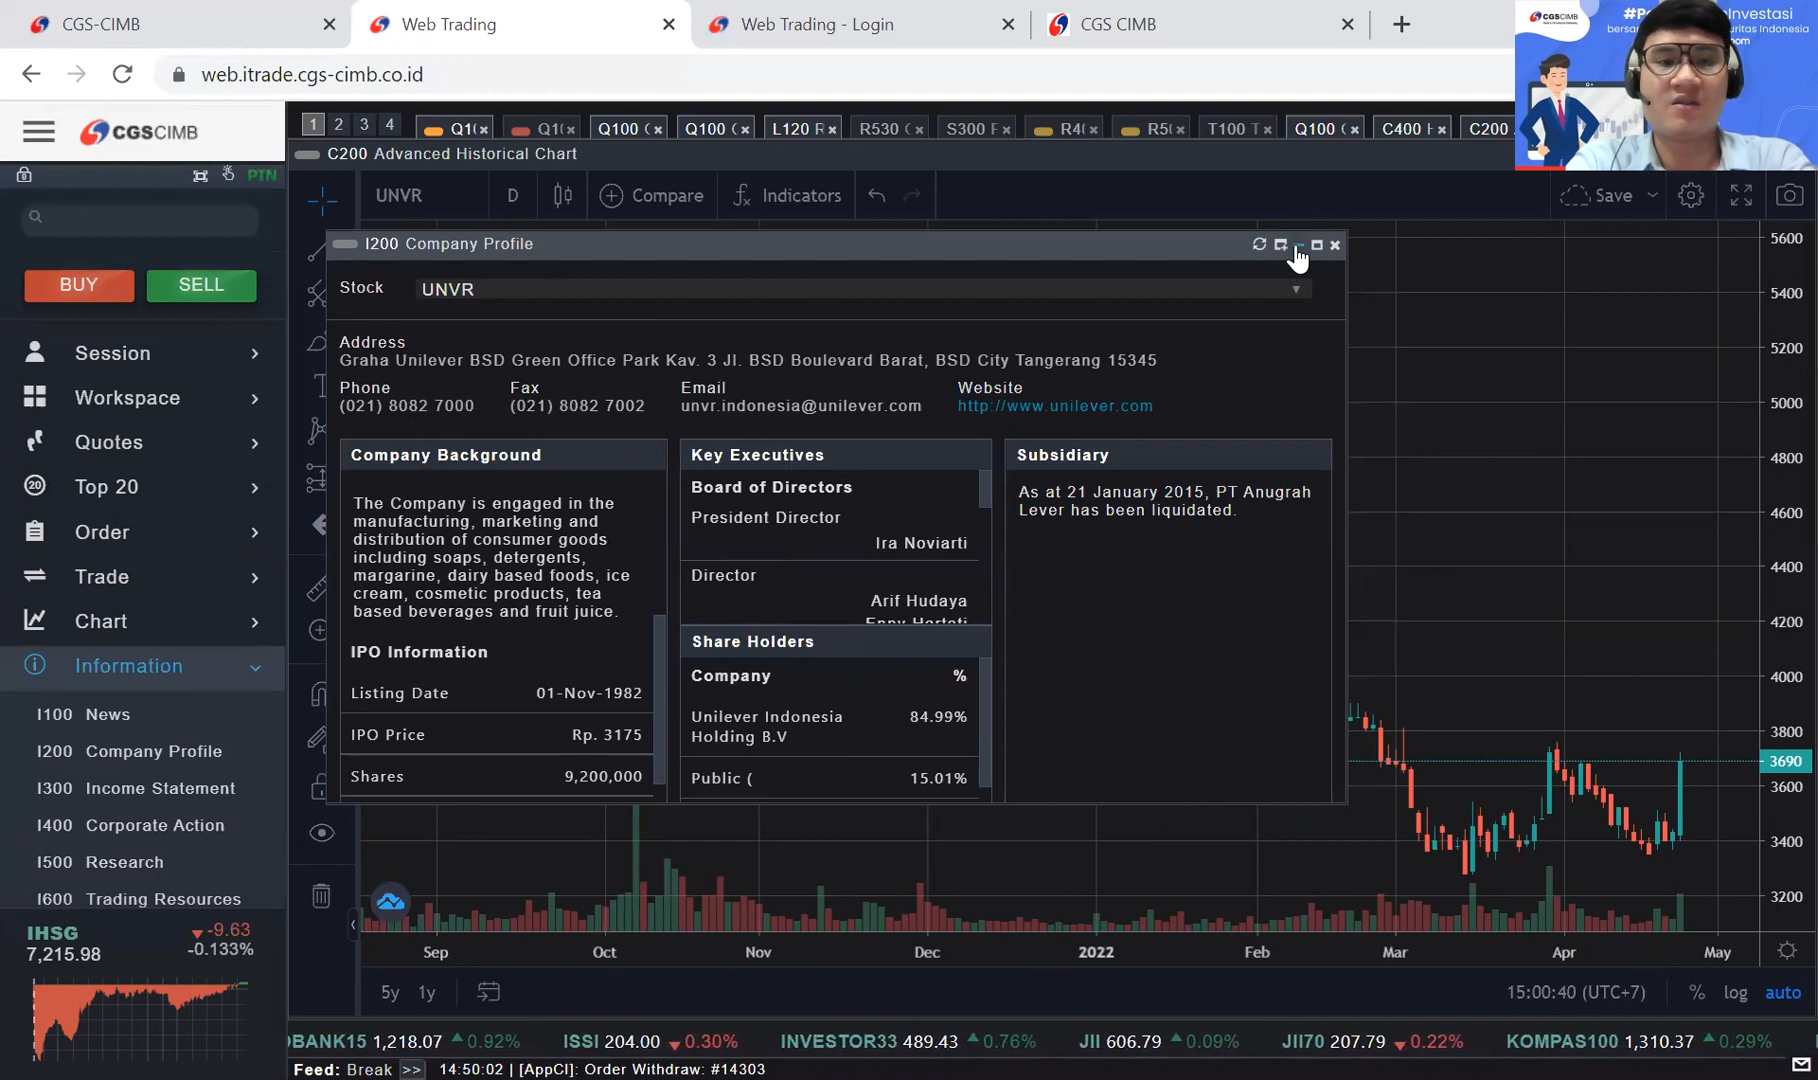 CGS-CIMB
Web Trading
Web Trading - Login
CGS CIMB
web.itrade.cgs-cimb.co.id
CGSCIMB
CGSCIMB
1 2 3 4
Q100 C
Q100 C
L120 R
R530 C
S300 F
T100 T
Q100 C
C400 H
C200
C200 Advanced Historical Chart
PIN
UNVR D Compare Indicators Save
I200 Company Profile
Stock UNVR
BUY SELL
Address
Graha Unilever BSD Green Office Park Kav. 3 Jl. BSD Boulevard Barat, BSD City Tangerang 15345
Phone Fax Email Website
(021) 8082 7000 (021) 8082 7002 unvr.indonesia@unilever.com http://www.unilever.com
Company Background
The Company is engaged in the
manufacturing, marketing and
distribution of consumer goods
including soaps, detergents,
margarine, dairy based foods, ice
cream, cosmetic products, tea
based beverages and fruit juice.
IPO Information
Listing Date 01-Nov-1982
IPO Price Rp. 3175
Shares 9,200,000
Key Executives
Board of Directors
President Director
Ira Noviarti
Director
Arif Hudaya
Enny Hartati
Share Holders
Company %
Unilever Indonesia 84.99%
Holding B.V
Public ( 15.01%
Subsidiary
As at 21 January 2015, PT Anugrah
Lever has been liquidated.
Session
Workspace
Quotes
20 Top 20
Order
Trade
Chart
Information
I100 News
I200 Company Profile
I300 Income Statement
I400 Corporate Action
I500 Research
I600 Trading Resources
IHSG -9.63
7,215.98 -0.133%
5600
5400
5200
5000
4800
4600
4400
4200
4000
3800
3690
3600
3400
3200
Sep Oct Nov Dec 2022 Feb Mar Apr May
5y 1y 15:00:40 (UTC+7) % log auto
OBANK15 1,218.07 0.92% ISSI 204.00 0.30% INVESTOR33 489.43 0.76% JII 606.79 0.09% JII70 207.79 0.22% KOMPAS100 1,310.37 0.29%
Feed: Break >> 14:50:02 | [AppCl]: Order Withdraw: #14303